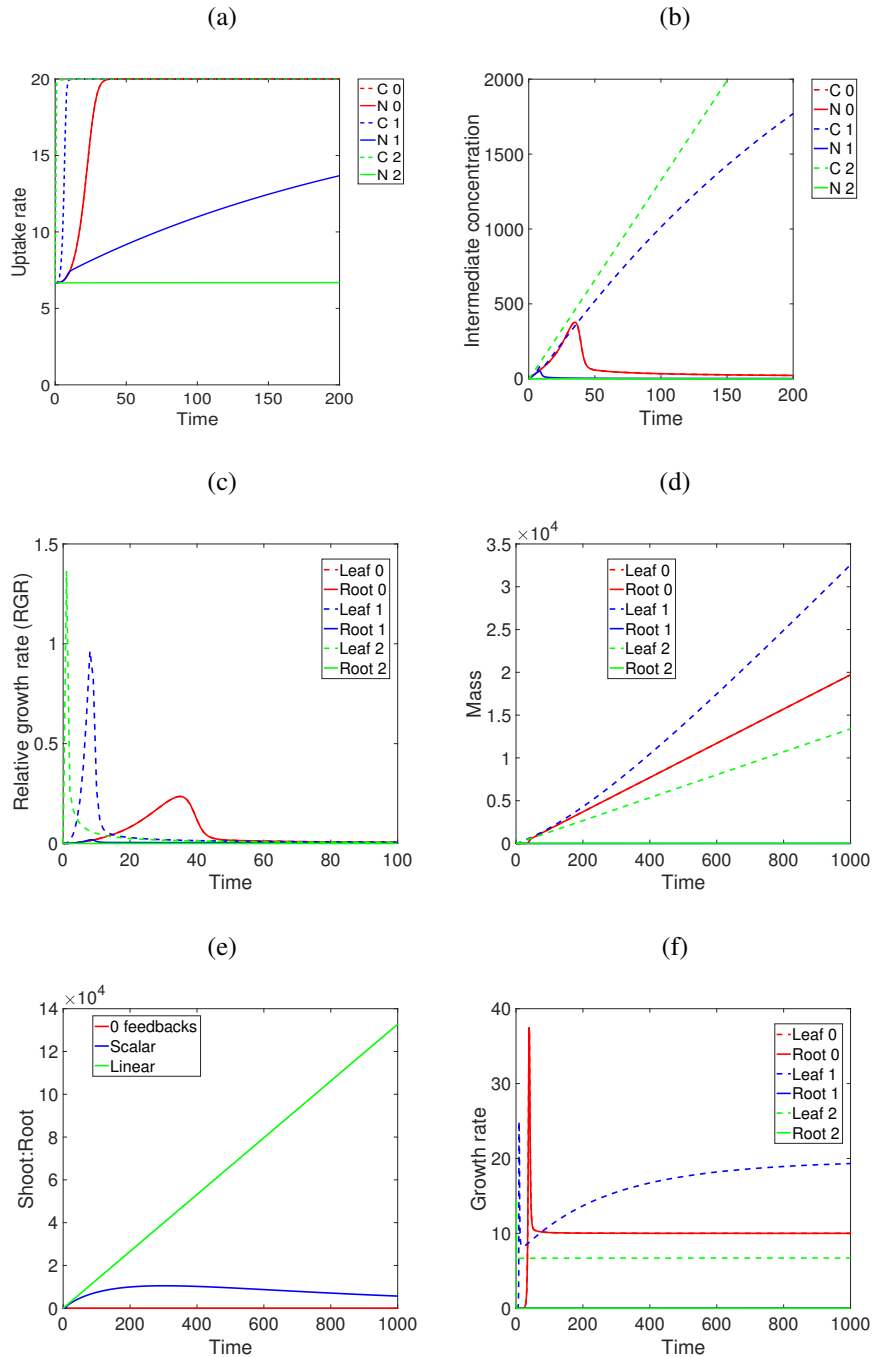 (a)
20
15
10
5
0
0
50
100
150
200
Uptake rate
Time
C 0
N 0
C 1
N 1
C 2
N 2
(b)
2000
1500
1000
500
0
0
50
100
150
200
Intermediate concentration
Time
C 0
N 0
C 1
N 1
C 2
N 2
(c)
1.5
1
0.5
0
0
20
40
60
80
100
Relative growth rate (RGR)
Time
Leaf 0
Root 0
Leaf 1
Root 1
Leaf 2
Root 2
(d)
×10⁴
3.5
3
2.5
2
1.5
1
0.5
0
0
200
400
600
800
1000
Mass
Time
Leaf 0
Root 0
Leaf 1
Root 1
Leaf 2
Root 2
(e)
×10⁴
14
12
10
8
6
4
2
0
0
200
400
600
800
1000
Shoot:Root
Time
0 feedbacks
Scalar
Linear
(f)
40
30
20
10
0
0
200
400
600
800
1000
Growth rate
Time
Leaf 0
Root 0
Leaf 1
Root 1
Leaf 2
Root 2